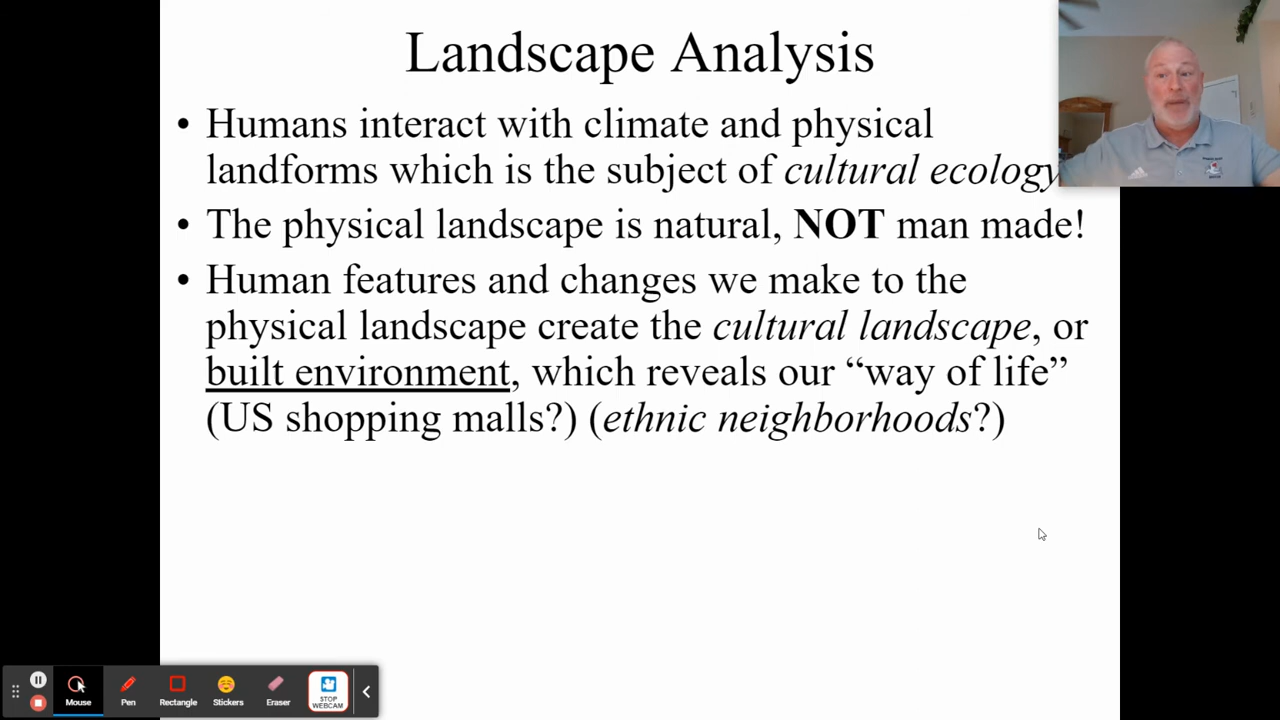 Landscape Analysis
• Humans interact with climate and physical
landforms which is the subject of cultural ecology
• The physical landscape is natural, NOT man made!
• Human features and changes we make to the
physical landscape create the cultural landscape, or
built environment, which reveals our “way of life”
(US shopping malls?) (ethnic neighborhoods?)
Mouse Pen Rectangle Stickers Eraser STOP
WEBCAM